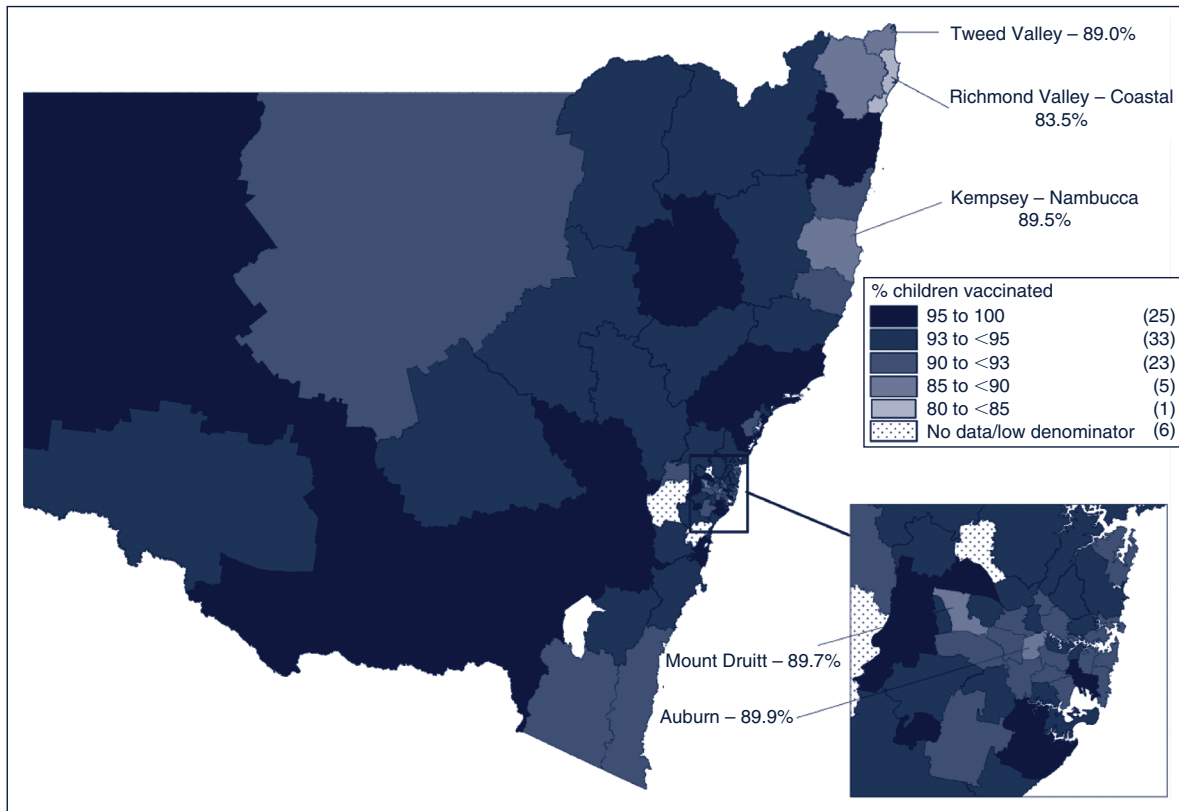 Tweed Valley – 89.0%
Richmond Valley – Coastal
83.5%
Kempsey – Nambucca
89.5%
% children vaccinated
95 to 100 (25)
93 to <95 (33)
90 to <93 (23)
85 to <90 (5)
80 to <85 (1)
No data/low denominator (6)
Mount Druitt – 89.7%
Auburn – 89.9%